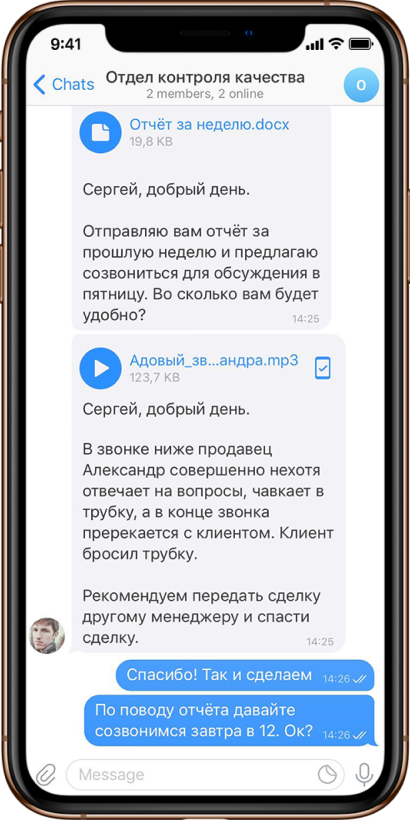 9:41
Chats
Отдел контроля качества
2 members, 2 online
О
Отчёт за неделю.docx
19,8 KB
Сергей, добрый день.
Отправляю вам отчёт за
прошлую неделю и предлагаю
созвониться для обсуждения в
пятницу. Во сколько вам будет
удобно?
14:25
Адовый_зв...андра.mp3
123,7 KB
Сергей, добрый день.
В звонке ниже продавец
Александр совершенно нехотя
отвечает на вопросы, чавкает в
трубку, а в конце звонка
пререкается с клиентом. Клиент
бросил трубку.
Рекомендуем передать сделку
другому менеджеру и спасти
сделку.
14:25
Спасибо! Так и сделаем
14:26
По поводу отчёта давайте
созвонимся завтра в 12. Ок?
14:26
Message